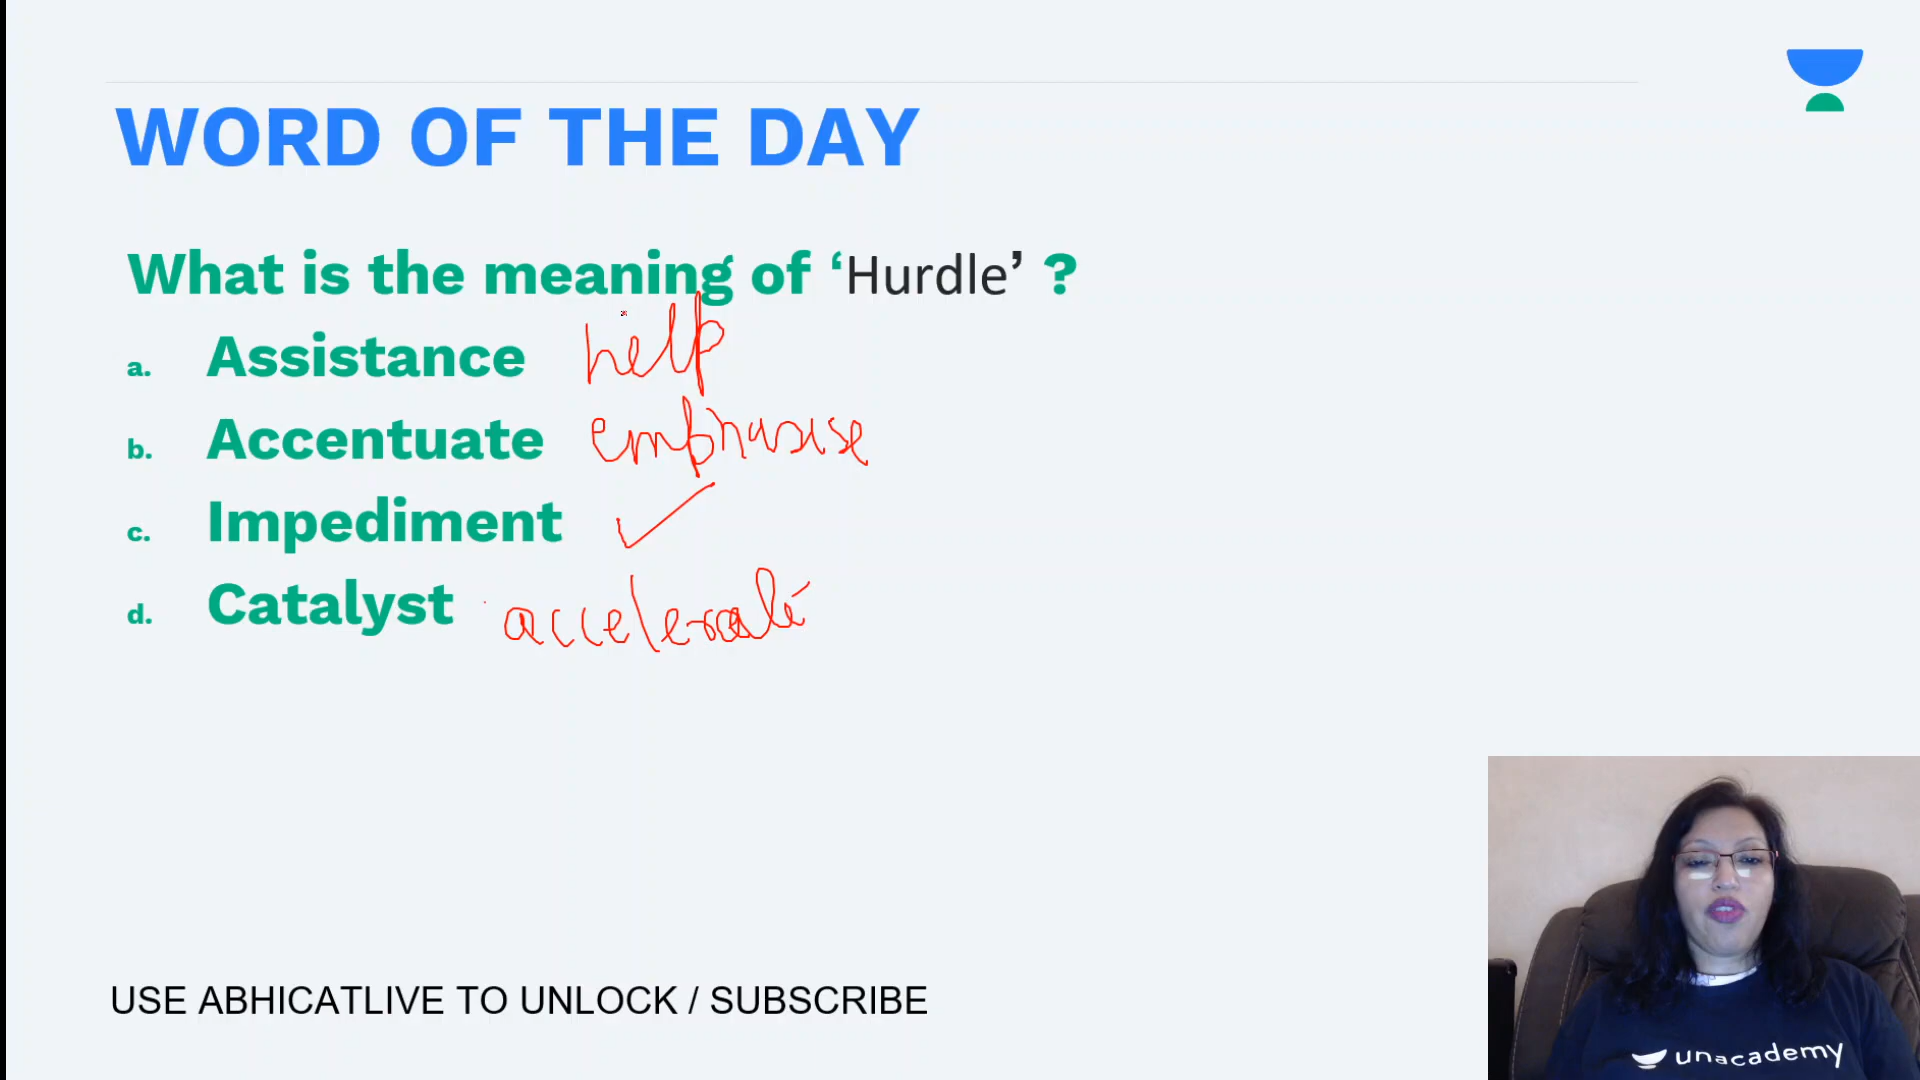 WORD OF THE DAY
What is the meaning of ‘Hurdle’ ?
a. Assistance help
b. Accentuate emphasise
c. Impediment
d. Catalyst accelerate
USE ABHICATLIVE TO UNLOCK / SUBSCRIBE
unacademy